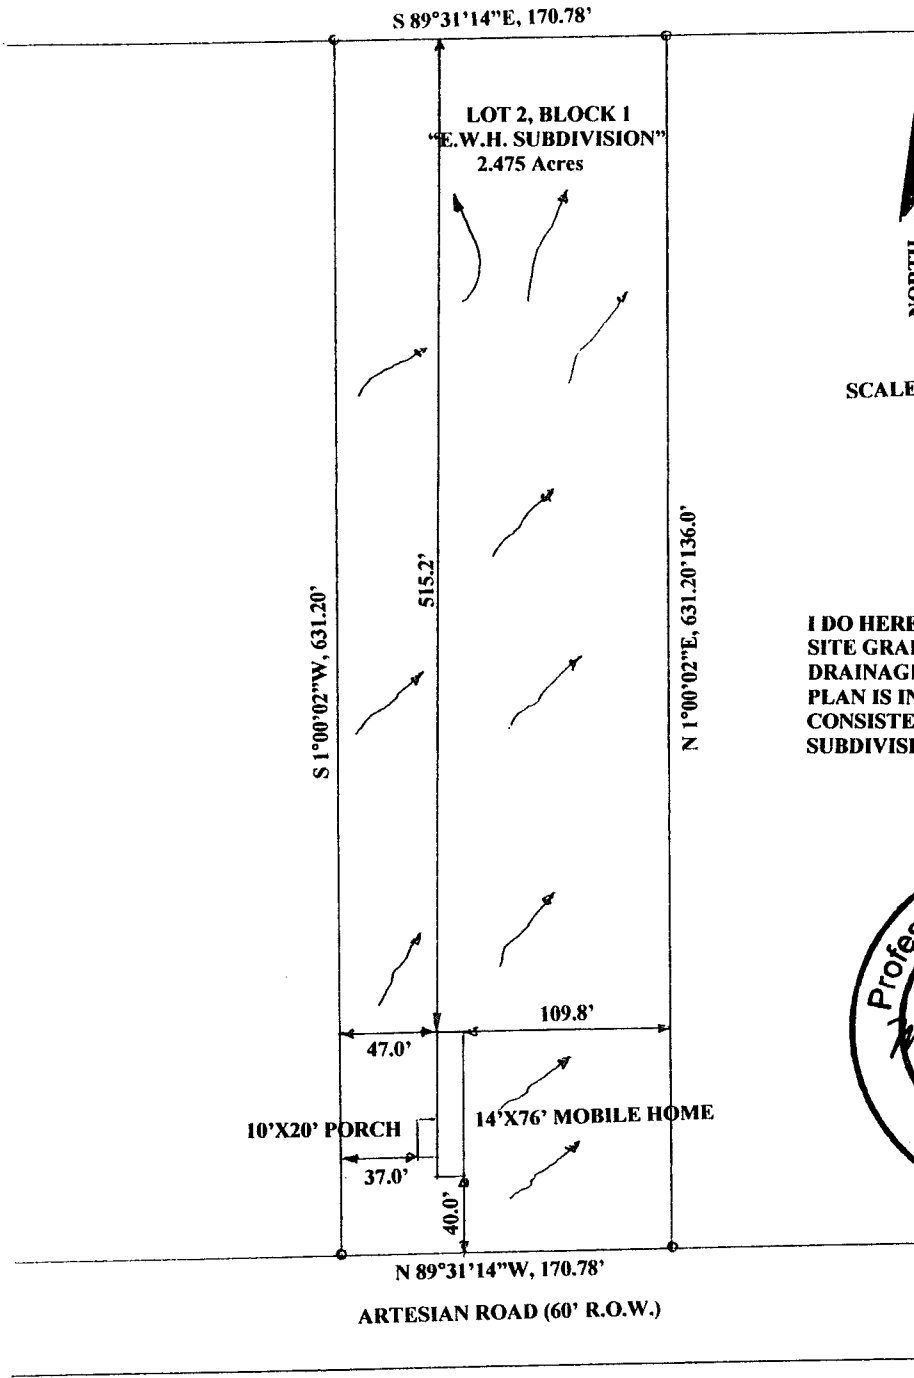 S 89°31'14"E, 170.78'
LOT 2, BLOCK 1
"E.W.H. SUBDIVISION"
2.475 Acres
NORTH
SCALE
515.2'
S 1°00'02"W, 631.20'
N 1°00'02"E, 631.20'136.0'
I DO HERE
SITE GRA
DRAINAG
PLAN IS IN
CONSISTE
SUBDIVIS
Profes
109.8'
47.0'
10'X20' PORCH
14'X76' MOBILE HOME
37.0'
40.0'
N 89°31'14"W, 170.78'
ARTESIAN ROAD (60' R.O.W.)